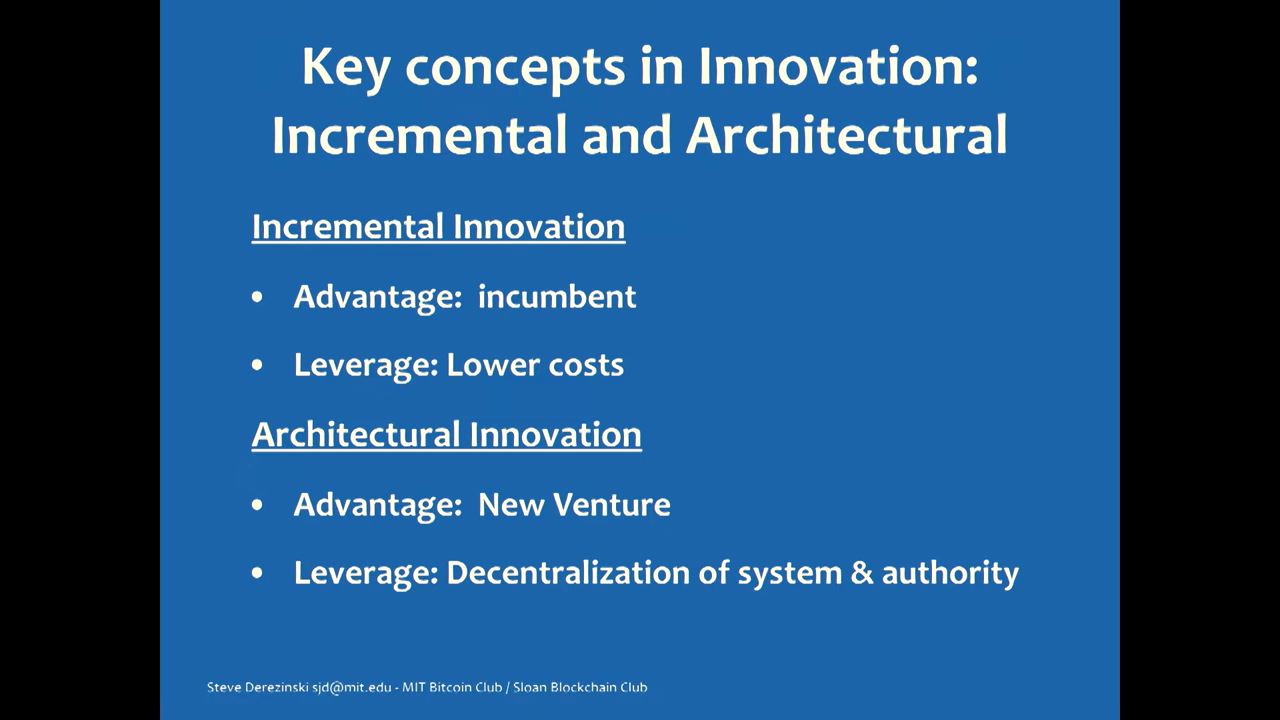 Key concepts in Innovation:
Incremental and Architectural
Incremental Innovation
• Advantage:  incumbent
• Leverage: Lower costs
Architectural Innovation
• Advantage:  New Venture
• Leverage: Decentralization of system & authority
Steve Derezinski sjd@mit.edu - MIT Bitcoin Club / Sloan Blockchain Club